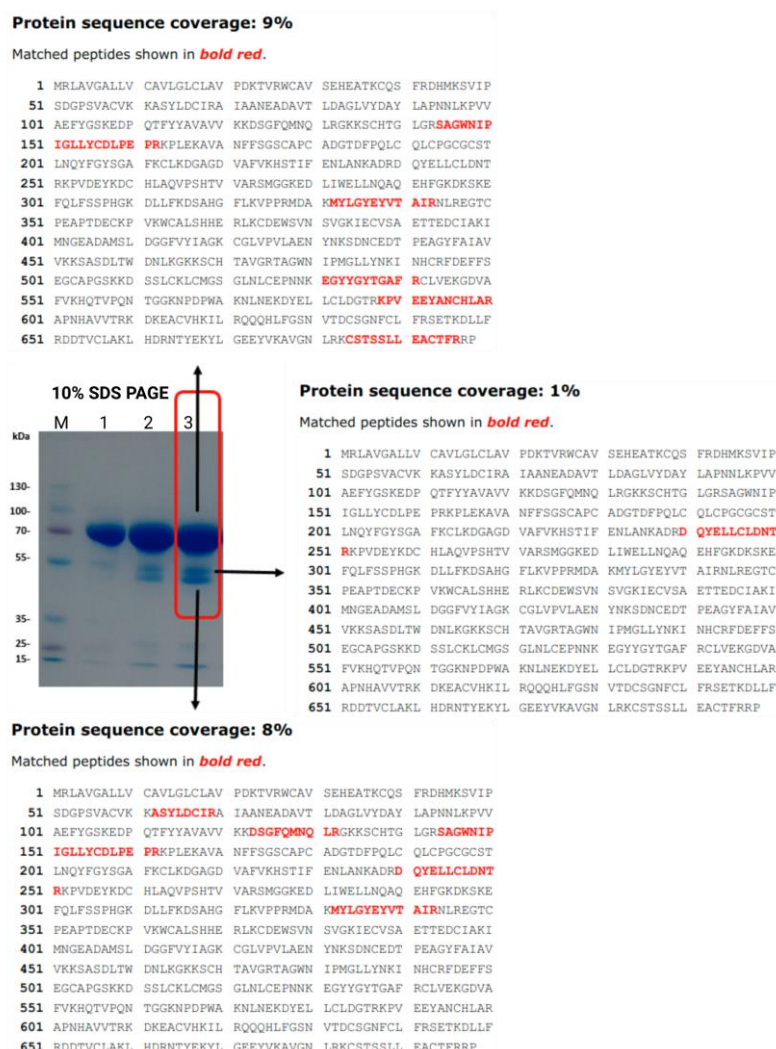 Protein sequence coverage: 9%
Matched peptides shown in bold red.
1 MRLAVGALLV CAVLGLCLAV PDKTVRWCAV SEHEATKCQS FRDHMKSVIP
51 SDGPSVACVK KASYLDCIRA IAANEADAVT LDAGLVYDAY LAPNNLKPVV
101 AEFYGSKEDP QTFYYAVAVV KKDSGFQMNQ LRGKKSCHTG LGRSAGWNIP
151 IGLLYCDLPE PRKPLEKAVA NFFSGSCAPC ADGTDFPQLC QLCPGCGCST
201 LNQYFGYSGA FKCLKDGAGD VAFVKHSTIF ENLANKADRD QYELLCLDNT
251 RKPVDEYKDC HLAQVPSHTV VARSMGGKED LIWELLNQAQ EHFGKDKSKE
301 FQLFSSPHGK DLLFKDSAHG FLKVPPRMDA KMYLGYEYVT AIRNLREGTC
351 PEAPTDECKP VKWCALSHHE RLKCDEWSVN SVGKIECVSA ETTEDCIAKI
401 MNGEADAMSL DGGFVYIAGK CGLVPVLAEN YNKSDNCEDT PEAGYFAIAV
451 VKKSASDLTW DNLKGKKSCH TAVGRTAGWN IPMGLLYNKI NHCRFDEFFS
501 EGCAPGSKKD SSLCKLCMGS GLNLCEPNNK EGYYGYTGAF RCLVEKGDVA
551 FVKHQTVPQN TGGKNPDPWA KNLNEKDYEL LCLDGTRKPV EEYANCHLAR
601 APNHAVVTRK DKEACVHKIL RQQQHLFGSN VTDCSGNFCL FRSETKDLLF
651 RDDTVCLAKL HDRNTYEKYL GEEYVKAVGN LRKCSTSSLL EACTFRRP
10% SDS PAGE
M 1 2 3
kDa
130-
100-
70-
55-
35-
25-
15-
Protein sequence coverage: 1%
Matched peptides shown in bold red.
1 MRLAVGALLV CAVLGLCLAV PDKTVRWCAV SEHEATKCQS FRDHMKSVIP
51 SDGPSVACVK KASYLDCIRA IAANEADAVT LDAGLVYDAY LAPNNLKPVV
101 AEFYGSKEDP QTFYYAVAVV KKDSGFQMNQ LRGKKSCHTG LGRSAGWNIP
151 IGLLYCDLPE PRKPLEKAVA NFFSGSCAPC ADGTDFPQLC QLCPGCGCST
201 LNQYFGYSGA FKCLKDGAGD VAFVKHSTIF ENLANKADRD QYELLCLDNT
251 RKPVDEYKDC HLAQVPSHTV VARSMGGKED LIWELLNQAQ EHFGKDKSKE
301 FQLFSSPHGK DLLFKDSAHG FLKVPPRMDA KMYLGYEYVT AIRNLREGTC
351 PEAPTDECKP VKWCALSHHE RLKCDEWSVN SVGKIECVSA ETTEDCIAKI
401 MNGEADAMSL DGGFVYIAGK CGLVPVLAEN YNKSDNCEDT PEAGYFAIAV
451 VKKSASDLTW DNLKGKKSCH TAVGRTAGWN IPMGLLYNKI NHCRFDEFFS
501 EGCAPGSKKD SSLCKLCMGS GLNLCEPNNK EGYYGYTGAF RCLVEKGDVA
551 FVKHQTVPQN TGGKNPDPWA KNLNEKDYEL LCLDGTRKPV EEYANCHLAR
601 APNHAVVTRK DKEACVHKIL RQQQHLFGSN VTDCSGNFCL FRSETKDLLF
651 RDDTVCLAKL HDRNTYEKYL GEEYVKAVGN LRKCSTSSLL EACTFRRP
Protein sequence coverage: 8%
Matched peptides shown in bold red.
1 MRLAVGALLV CAVLGLCLAV PDKTVRWCAV SEHEATKCQS FRDHMKSVIP
51 SDGPSVACVK KASYLDCIRA IAANEADAVT LDAGLVYDAY LAPNNLKPVV
101 AEFYGSKEDP QTFYYAVAVV KKDSGFQMNQ LRGKKSCHTG LGRSAGWNIP
151 IGLLYCDLPE PRKPLEKAVA NFFSGSCAPC ADGTDFPQLC QLCPGCGCST
201 LNQYFGYSGA FKCLKDGAGD VAFVKHSTIF ENLANKADRD QYELLCLDNT
251 RKPVDEYKDC HLAQVPSHTV VARSMGGKED LIWELLNQAQ EHFGKDKSKE
301 FQLFSSPHGK DLLFKDSAHG FLKVPPRMDA KMYLGYEYVT AIRNLREGTC
351 PEAPTDECKP VKWCALSHHE RLKCDEWSVN SVGKIECVSA ETTEDCIAKI
401 MNGEADAMSL DGGFVYIAGK CGLVPVLAEN YNKSDNCEDT PEAGYFAIAV
451 VKKSASDLTW DNLKGKKSCH TAVGRTAGWN IPMGLLYNKI NHCRFDEFFS
501 EGCAPGSKKD SSLCKLCMGS GLNLCEPNNK EGYYGYTGAF RCLVEKGDVA
551 FVKHQTVPQN TGGKNPDPWA KNLNEKDYEL LCLDGTRKPV EEYANCHLAR
601 APNHAVVTRK DKEACVHKIL RQQQHLFGSN VTDCSGNFCL FRSETKDLLF
651 RDDTVCLAKL HDRNTYEKYL GEEYVKAVGN LRKCSTSSLL EACTFRRP